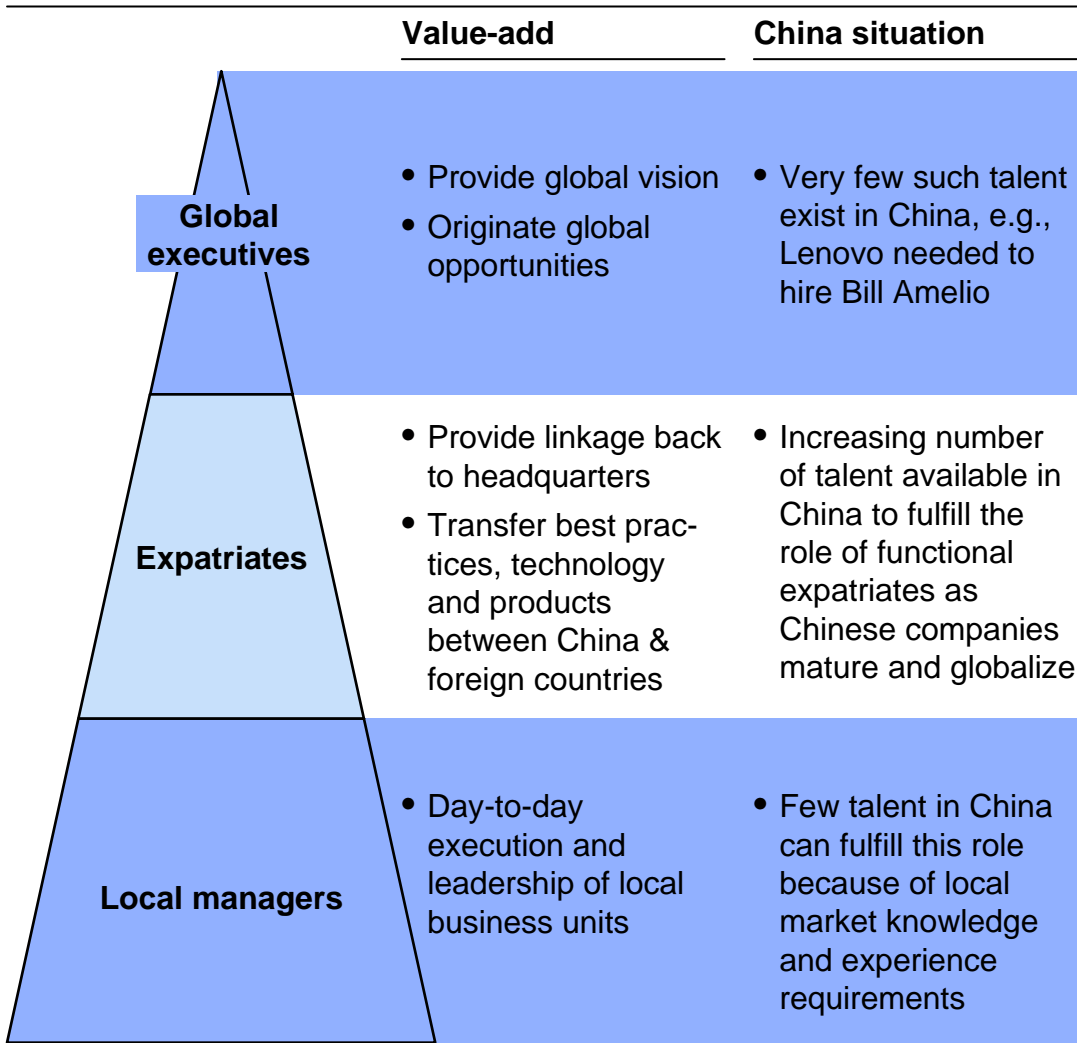 Value-add
China situation
Global
executives
• Provide global vision
• Originate global
opportunities
• Very few such talent
exist in China, e.g.,
Lenovo needed to
hire Bill Amelio
Expatriates
• Provide linkage back
to headquarters
• Transfer best prac-
tices, technology
and products
between China &
foreign countries
• Increasing number
of talent available in
China to fulfill the
role of functional
expatriates as
Chinese companies
mature and globalize
Local managers
• Day-to-day
execution and
leadership of local
business units
• Few talent in China
can fulfill this role
because of local
market knowledge
and experience
requirements